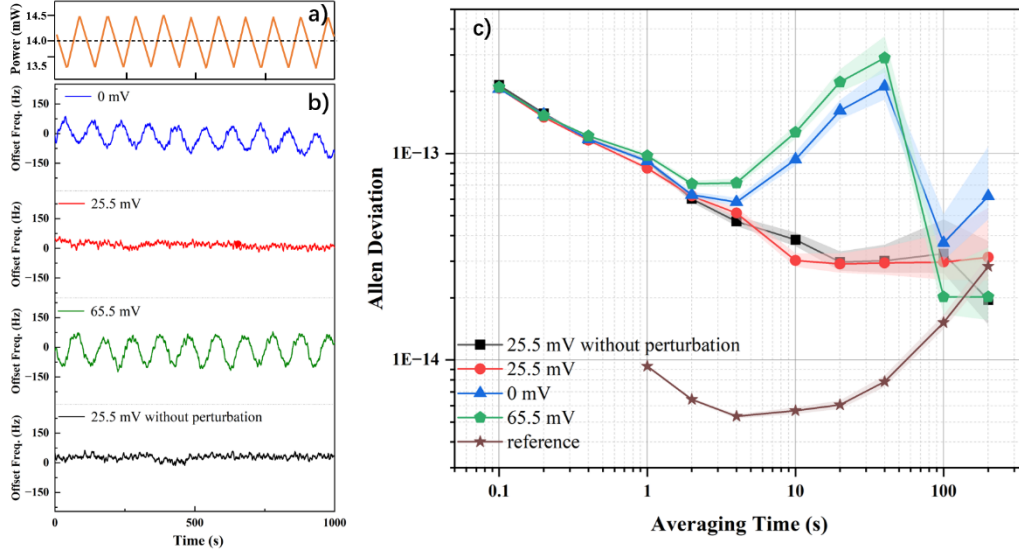 a)
Power (mW)
14.5
14.0
13.5
b)
Offset Freq. (Hz)
150
0
-150
0 mV
Offset Freq. (Hz)
150
0
-150
25.5 mV
Offset Freq. (Hz)
150
0
-150
65.5 mV
Offset Freq. (Hz)
150
0
-150
25.5 mV without perturbation
0
500
1000
Time (s)
c)
Allen Deviation
1E−13
1E−14
25.5 mV without perturbation
25.5 mV
0 mV
65.5 mV
reference
0.1
1
10
100
Averaging Time (s)